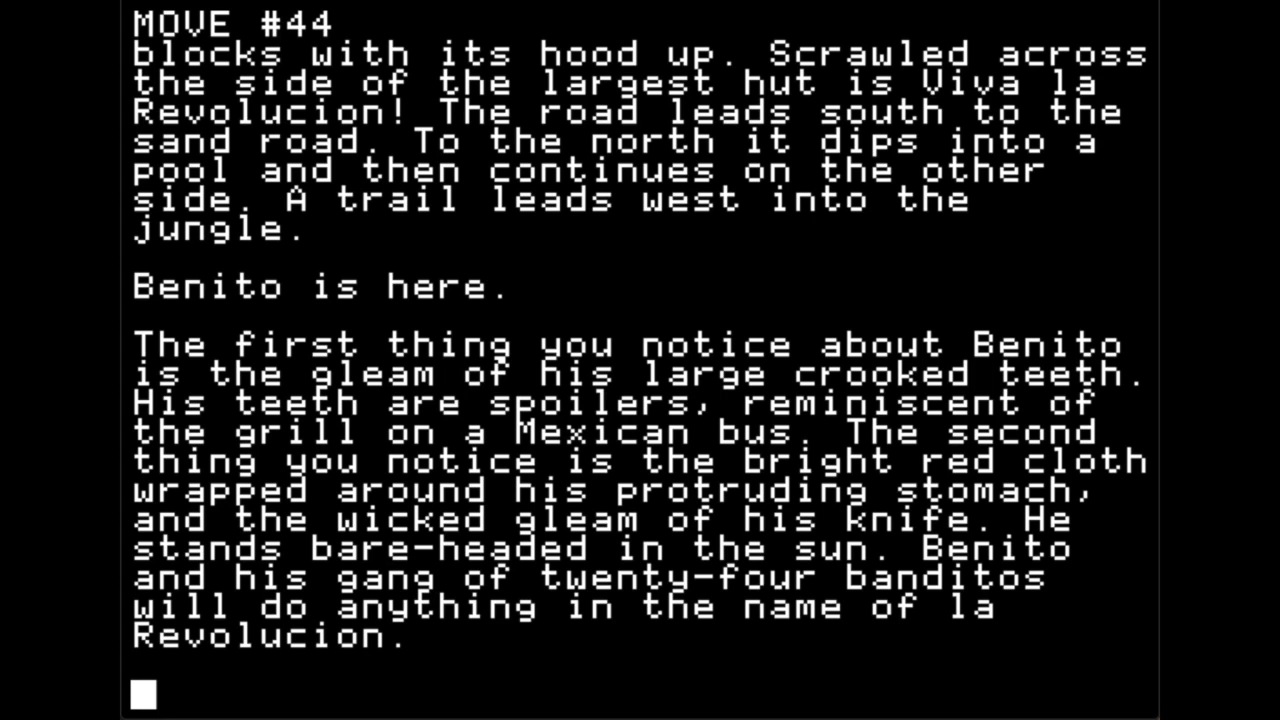 MOVE #44
blocks with its hood up. Scrawled across
the side of the largest hut is Viva la
Revolucion! The road leads south to the
sand road. To the north it dips into a
pool and then continues on the other
side. A trail leads west into the
jungle.
Benito is here.
The first thing you notice about Benito
is the gleam of his large crooked teeth.
His teeth are spoilers, reminiscent of
the grill on a Mexican bus. The second
thing you notice is the bright red cloth
wrapped around his protruding stomach,
and the wicked gleam of his knife. He
stands bare-headed in the sun. Benito
and his gang of twenty-four banditos
will do anything in the name of la
Revolucion.